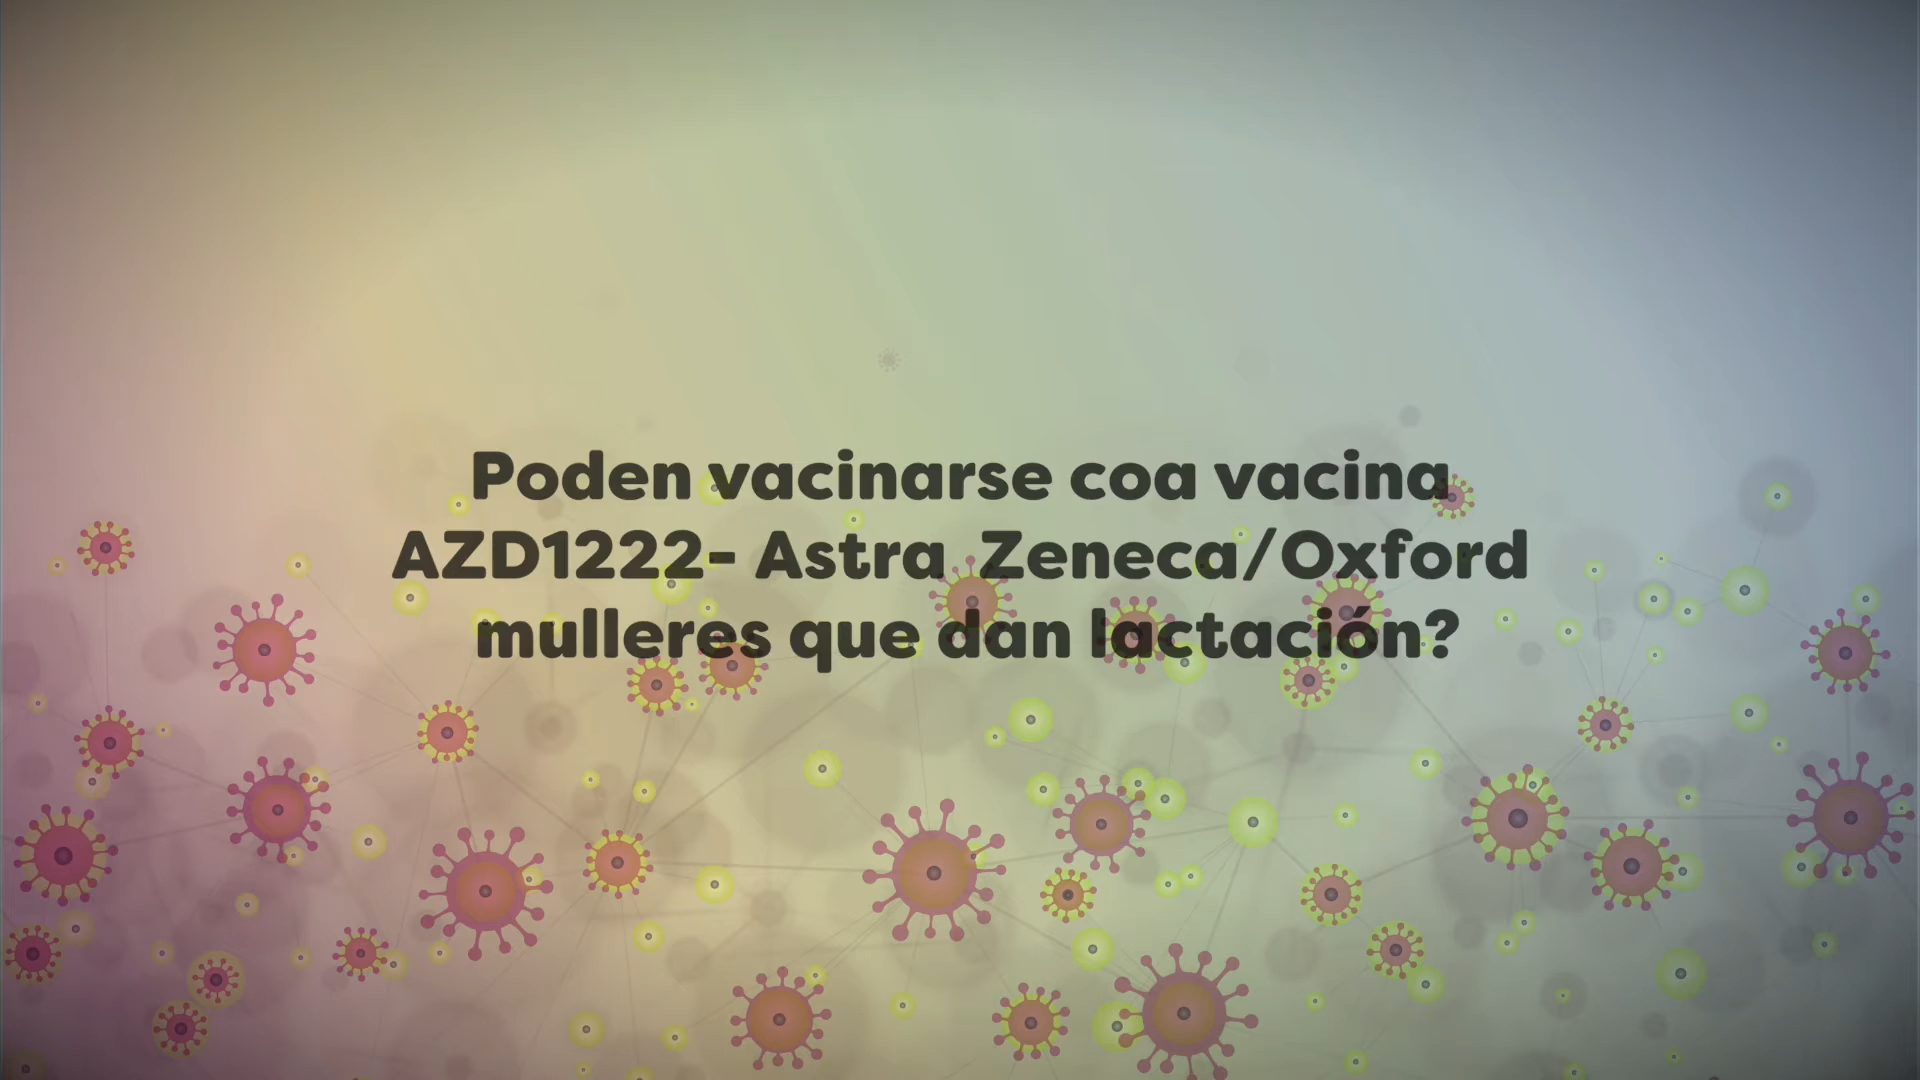 Poden vacinarse coa vacina
AZD1222- Astra Zeneca/Oxford
mulleres que dan lactación?